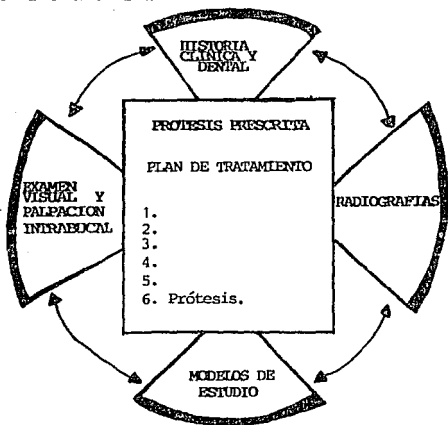 HISTORIA
CLINICA Y
DENTAL
PROTESIS PRESCRITA
PLAN DE TRATAMIENTO
EXAMEN
VISUAL Y
PALPACION
INTRABUCAL
RADIOGRAFIAS
1.
2.
3.
4.
5.
6. Prótesis.
MODELOS DE
ESTUDIO